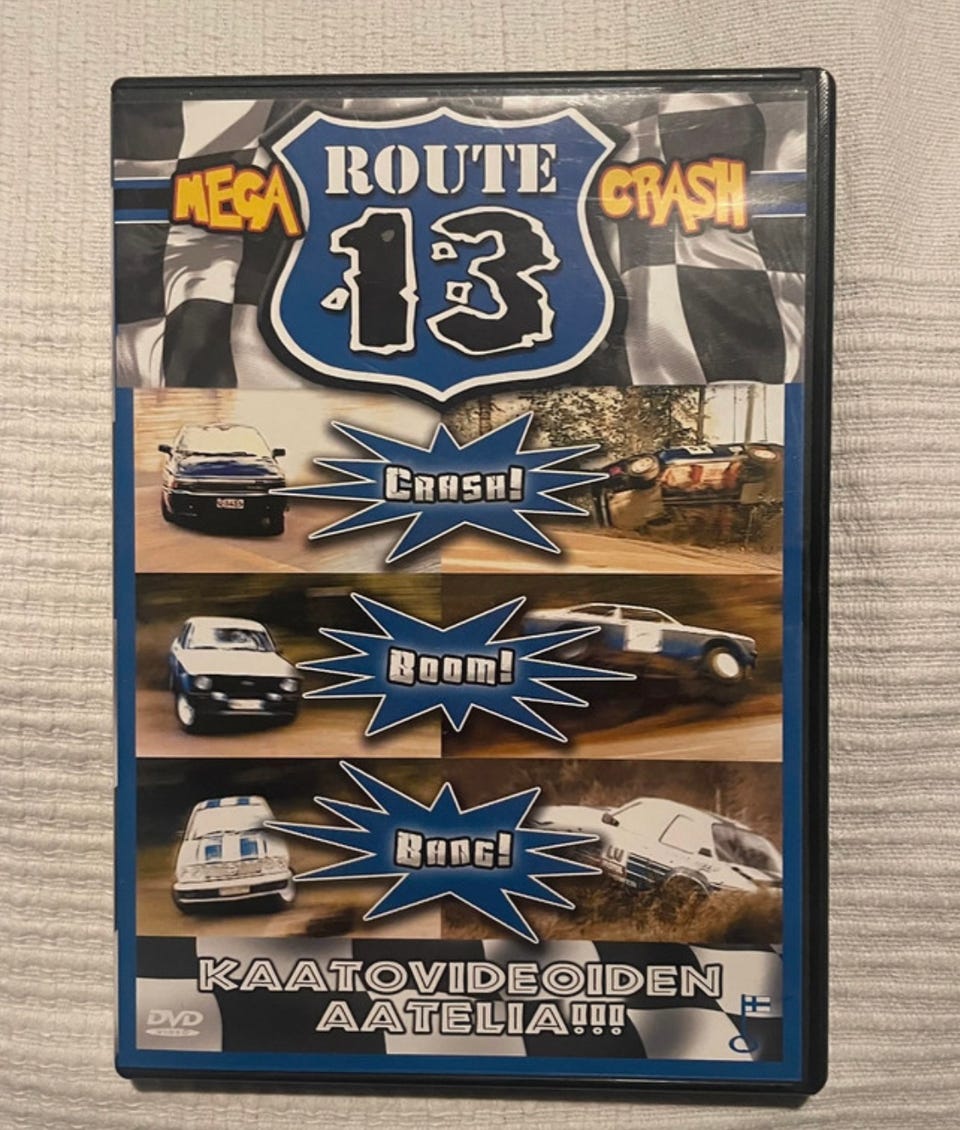 ROUTE
MEGA
CRASH
13
CRASH!
BOOM!
BANG!
KAATOVIDEOIDEN
AATELIA!!!
DVD